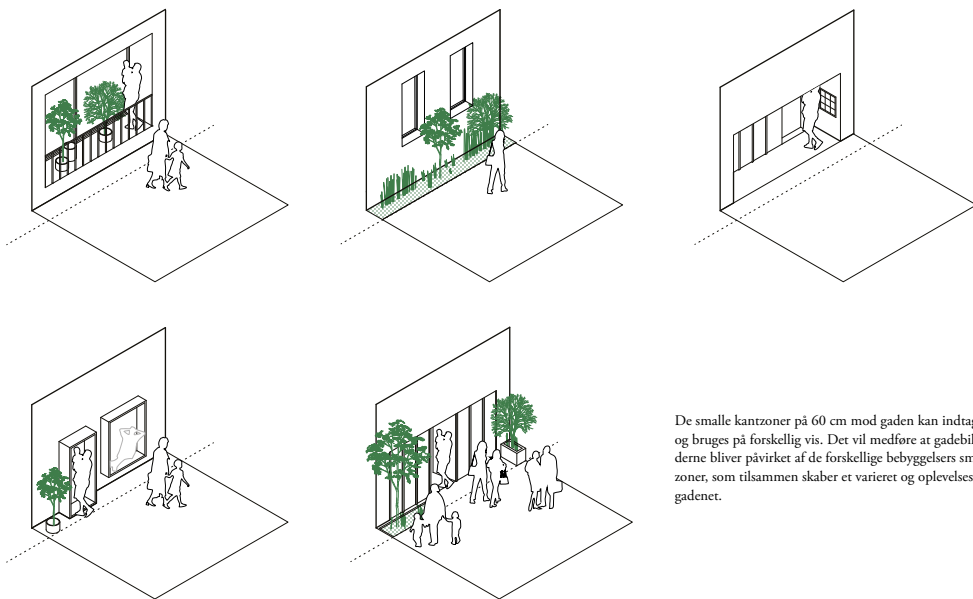 De smalle kantzoner på 60 cm mod gaden kan indtag
og bruges på forskellig vis. Det vil medføre at gadebil
derne bliver påvirket af de forskellige bebyggelsers sm
zoner, som tilsammen skaber et varieret og oplevelses
gadenet.